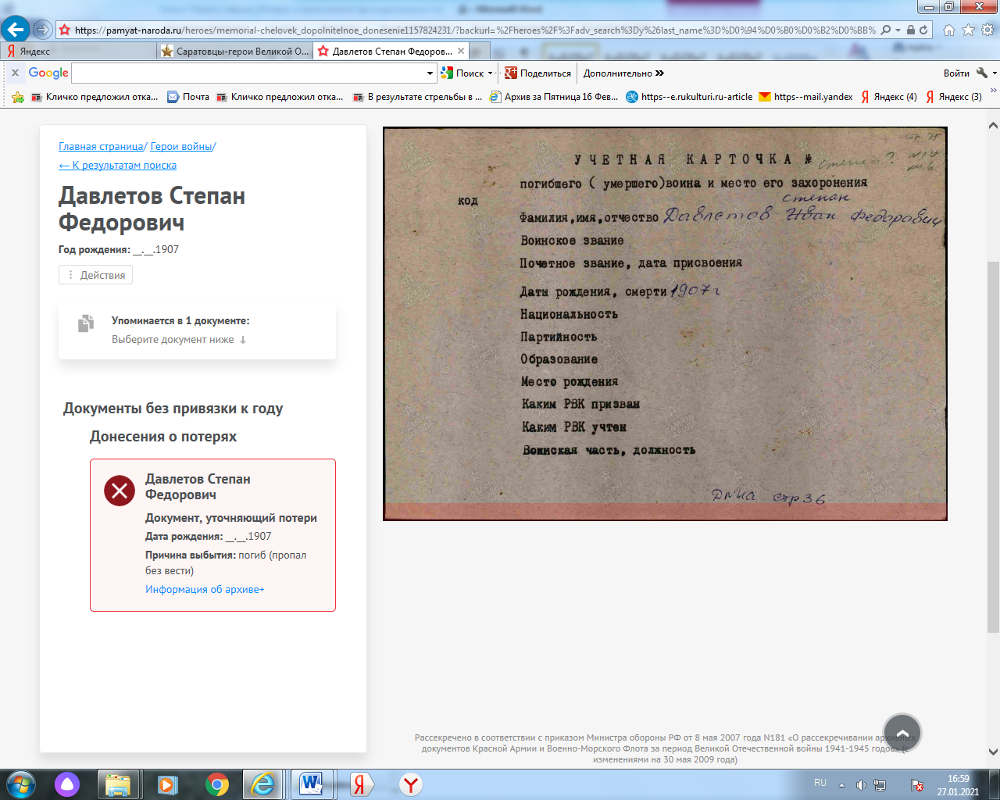 Microsoft Word
https://pamyat-naroda.ru/heroes/memorial-chelovek_dopolnitelnoe_donesenie1157824231/?backurl=%2Fheroes%2F%3Fadv_search%3Dy%26last_name%3D%D0%94%D0%B0%D0%B2%D0%BB%
Яндекс
Саратовцы-герои Великой О...
Давлетов Степан Федоров...
Google
Поиск
Поделиться
Дополнительно
Войти
Кличко предложил отка...
Почта
Кличко предложил отка...
В результате стрельбы в ...
Архив за Пятница 16 Фев...
https--e.rukulturi.ru-article
https--mail.yandex
Яндекс (4)
Яндекс (3)
Главная страница/ Герои войны/
← К результатам поиска
Давлетов Степан
Федорович
Год рождения: __.__.1907
Действия
Упоминается в 1 документе:
Выберите документ ниже ↓
Документы без привязки к году
Донесения о потерях
Давлетов Степан
Федорович
Документ, уточняющий потери
Дата рождения: __.__.1907
Причина выбытия: погиб (пропал
без вести)
Информация об архиве+
УЧЕТНАЯ КАРТОЧКА № Степан?
погибшего ( умершего)воина и место его захоронения
код
степан
Фамилия,имя,отчество Давлетов Иван Федорович
Воинское звание
Почетное звание, дата присвоения
Даты рождения, смерти 1907 г
Национальность
Партийность
Образование
Место рождения
Каким РВК призван
Каким РВК учтен
Воинская часть, должность
стр 36
Рассекречено в соответствии с приказом Министра обороны РФ от 8 мая 2007 года N181 «О рассекречивании архивных
документов Красной Армии и Военно-Морского Флота за период Великой Отечественной войны 1941-1945 годов» (с
изменениями на 30 мая 2009 года)
RU
16:59
27.01.2021